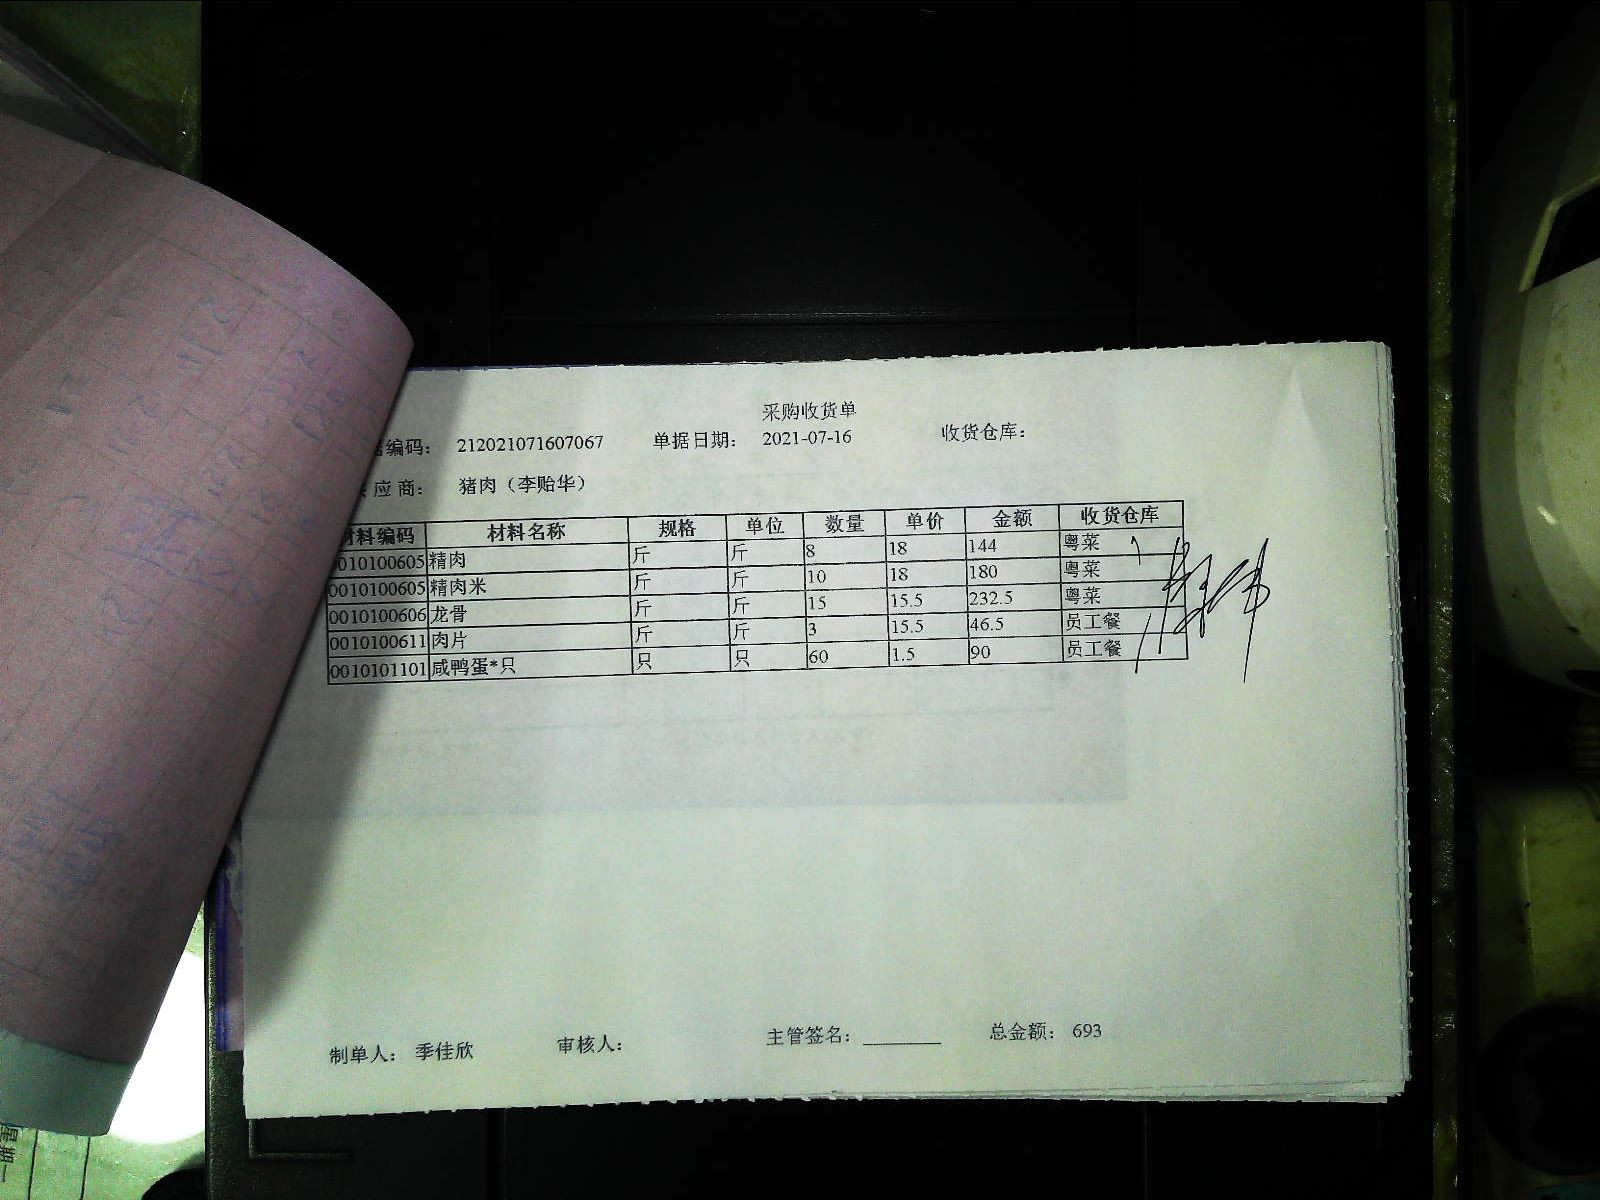 采购收货单
编码： 212021071607067 单据日期： 2021-07-16 收货仓库：
应商： 猪肉（李贻华）
材料编码 材料名称 规格 单位 数量 单价 金额 收货仓库
0010100605 精肉 斤 斤 8 18 144 粤菜
0010100605 精肉米 斤 斤 10 18 180 粤菜
0010100606 龙骨 斤 斤 15 15.5 232.5 粤菜
0010100611 肉片 斤 斤 3 15.5 46.5 员工餐
0010101101 咸鸭蛋*只 只 只 60 1.5 90 员工餐
制单人： 季佳欣 审核人： 主管签名： 总金额： 693
星期一